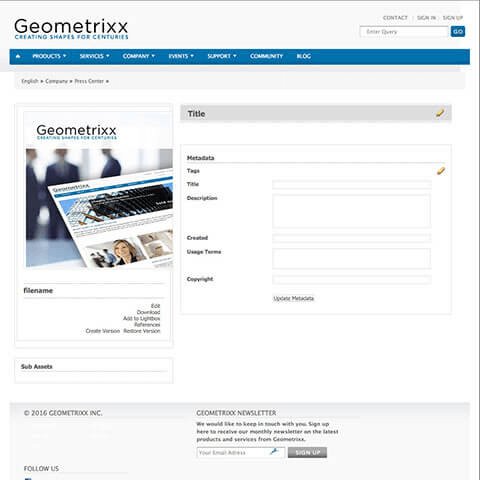 Geometrixx
CREATING SHAPES FOR CENTURIES
CONTACT | SIGN IN | SIGN UP
Enter Query GO
PRODUCTS SERVICES COMPANY EVENTS SUPPORT COMMUNITY BLOG
English » Company » Press Center »
Title
Geometrixx
CREATING SHAPES FOR CENTURIES
Geometrixx
Metadata
Tags
Title
Description
Created
Usage Terms
Copyright
Update Metadata
filename
Edit
Download
Add to Lightbox
References
Create Version Restore Version
Sub Assets
© 2016 GEOMETRIXX INC.
GEOMETRIXX NEWSLETTER
We would like to keep in touch with you. Sign up
here to receive our monthly newsletter on the latest
products and services from Geometrixx.
Your Email Adress SIGN UP
FOLLOW US